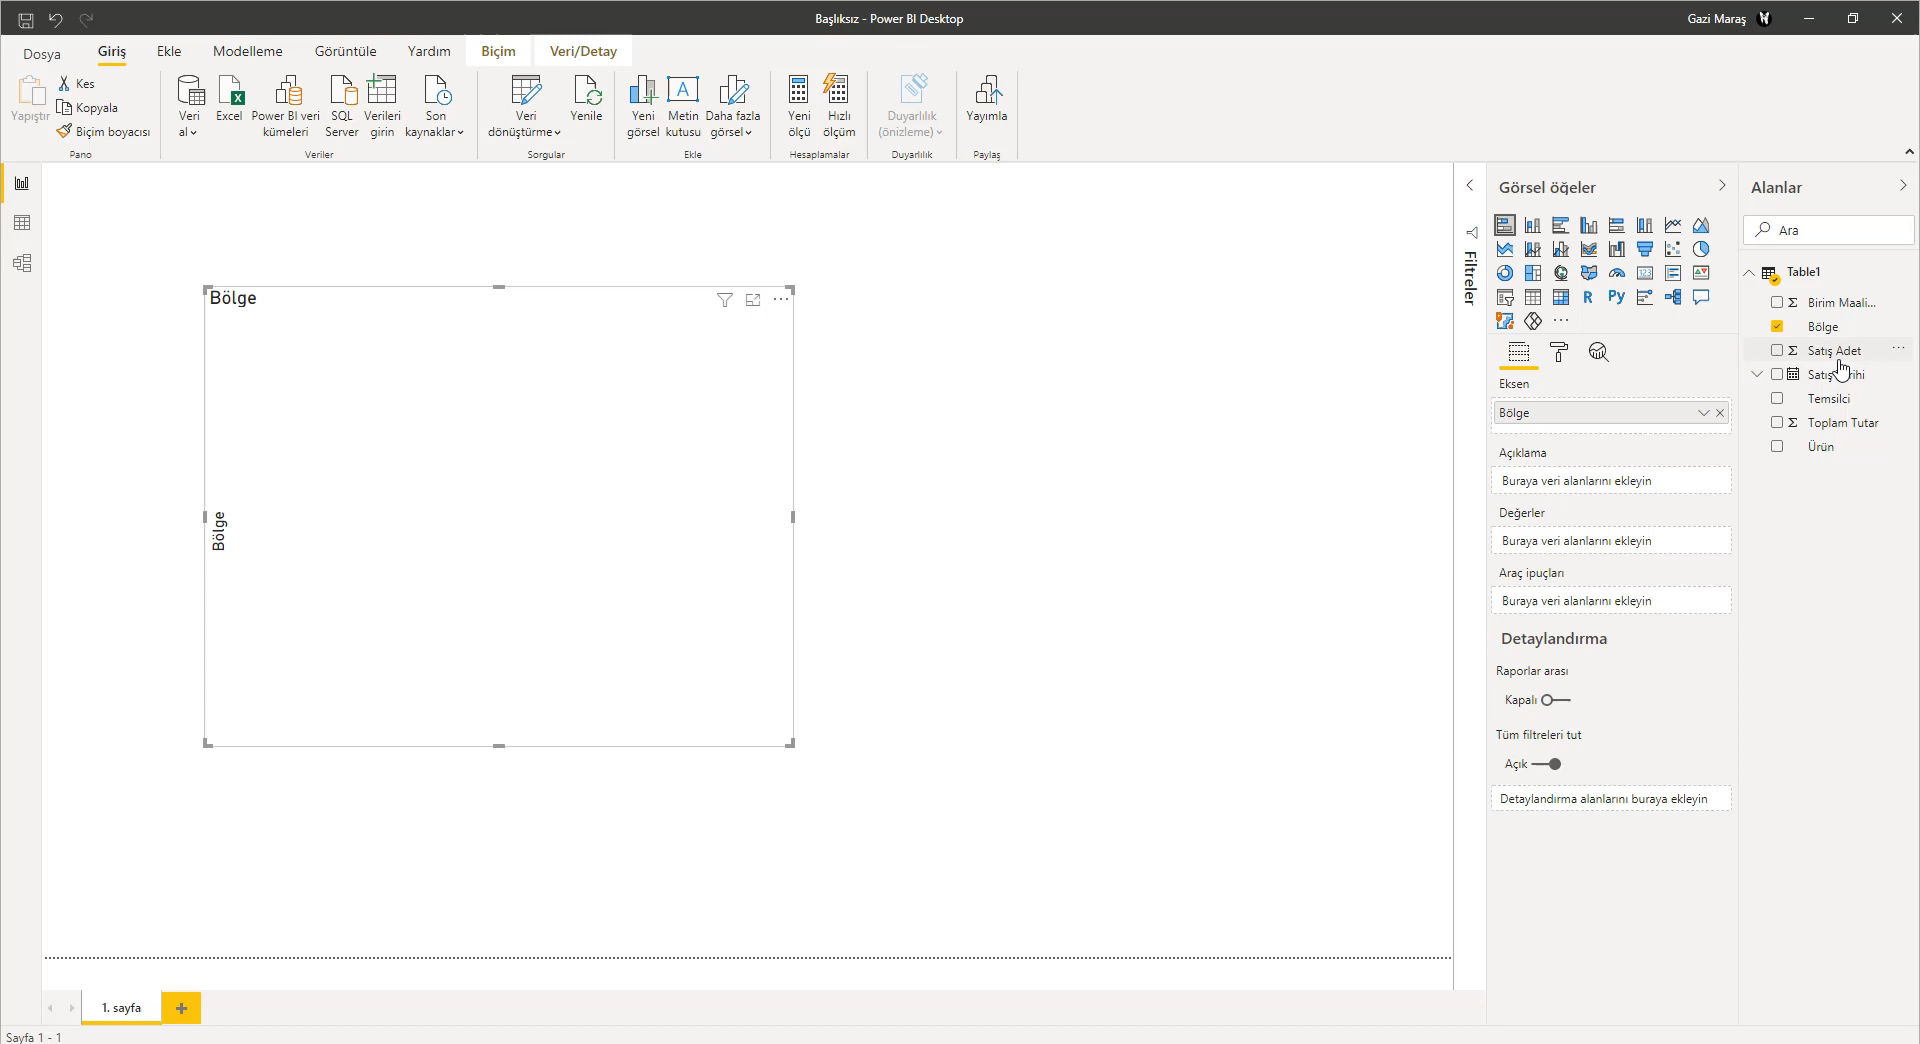 Başlıksız - Power BI Desktop
Gazi Maraş
Dosya
Giriş
Ekle
Modelleme
Görüntüle
Yardım
Biçim
Veri/Detay
Yapıştır
Kes
Kopyala
Biçim boyacısı
Pano
Veri
al
Excel
Power BI veri
kümeleri
SQL
Server
Verileri
girin
Son
kaynaklar
Veriler
Veri
dönüştürme
Yenile
Sorgular
Yeni
görsel
Metin
kutusu
Daha fazla
görsel
Ekle
Yeni
ölçü
Hızlı
ölçüm
Hesaplamalar
Duyarlılık
(önizleme)
Duyarlılık
Yayımla
Paylaş
Bölge
Bölge
Filtreler
Görsel öğeler
R
Py
123
Eksen
Bölge
Açıklama
Buraya veri alanlarını ekleyin
Değerler
Buraya veri alanlarını ekleyin
Araç ipuçları
Buraya veri alanlarını ekleyin
Detaylandırma
Raporlar arası
Kapalı
Tüm filtreleri tut
Açık
Detaylandırma alanlarını buraya ekleyin
Alanlar
Ara
Table1
Σ Birim Maali...
Bölge
Σ Satış Adet
Temsilci
Σ Toplam Tutar
Ürün
1. sayfa
Sayfa 1 - 1